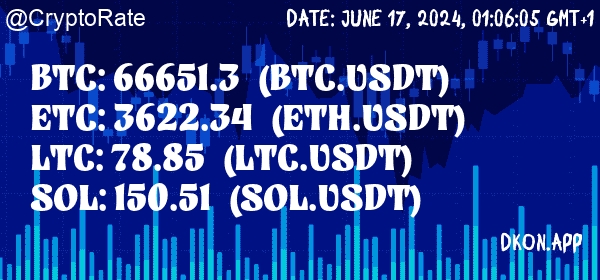 @CryptoRate
DATE: JUNE 17, 2024, 01:06:05 GMT+1
BTC: 66651.3 (BTC.USDT)
ETC: 3622.34 (ETH.USDT)
LTC: 78.85 (LTC.USDT)
SOL: 150.51 (SOL.USDT)
DKON.APP